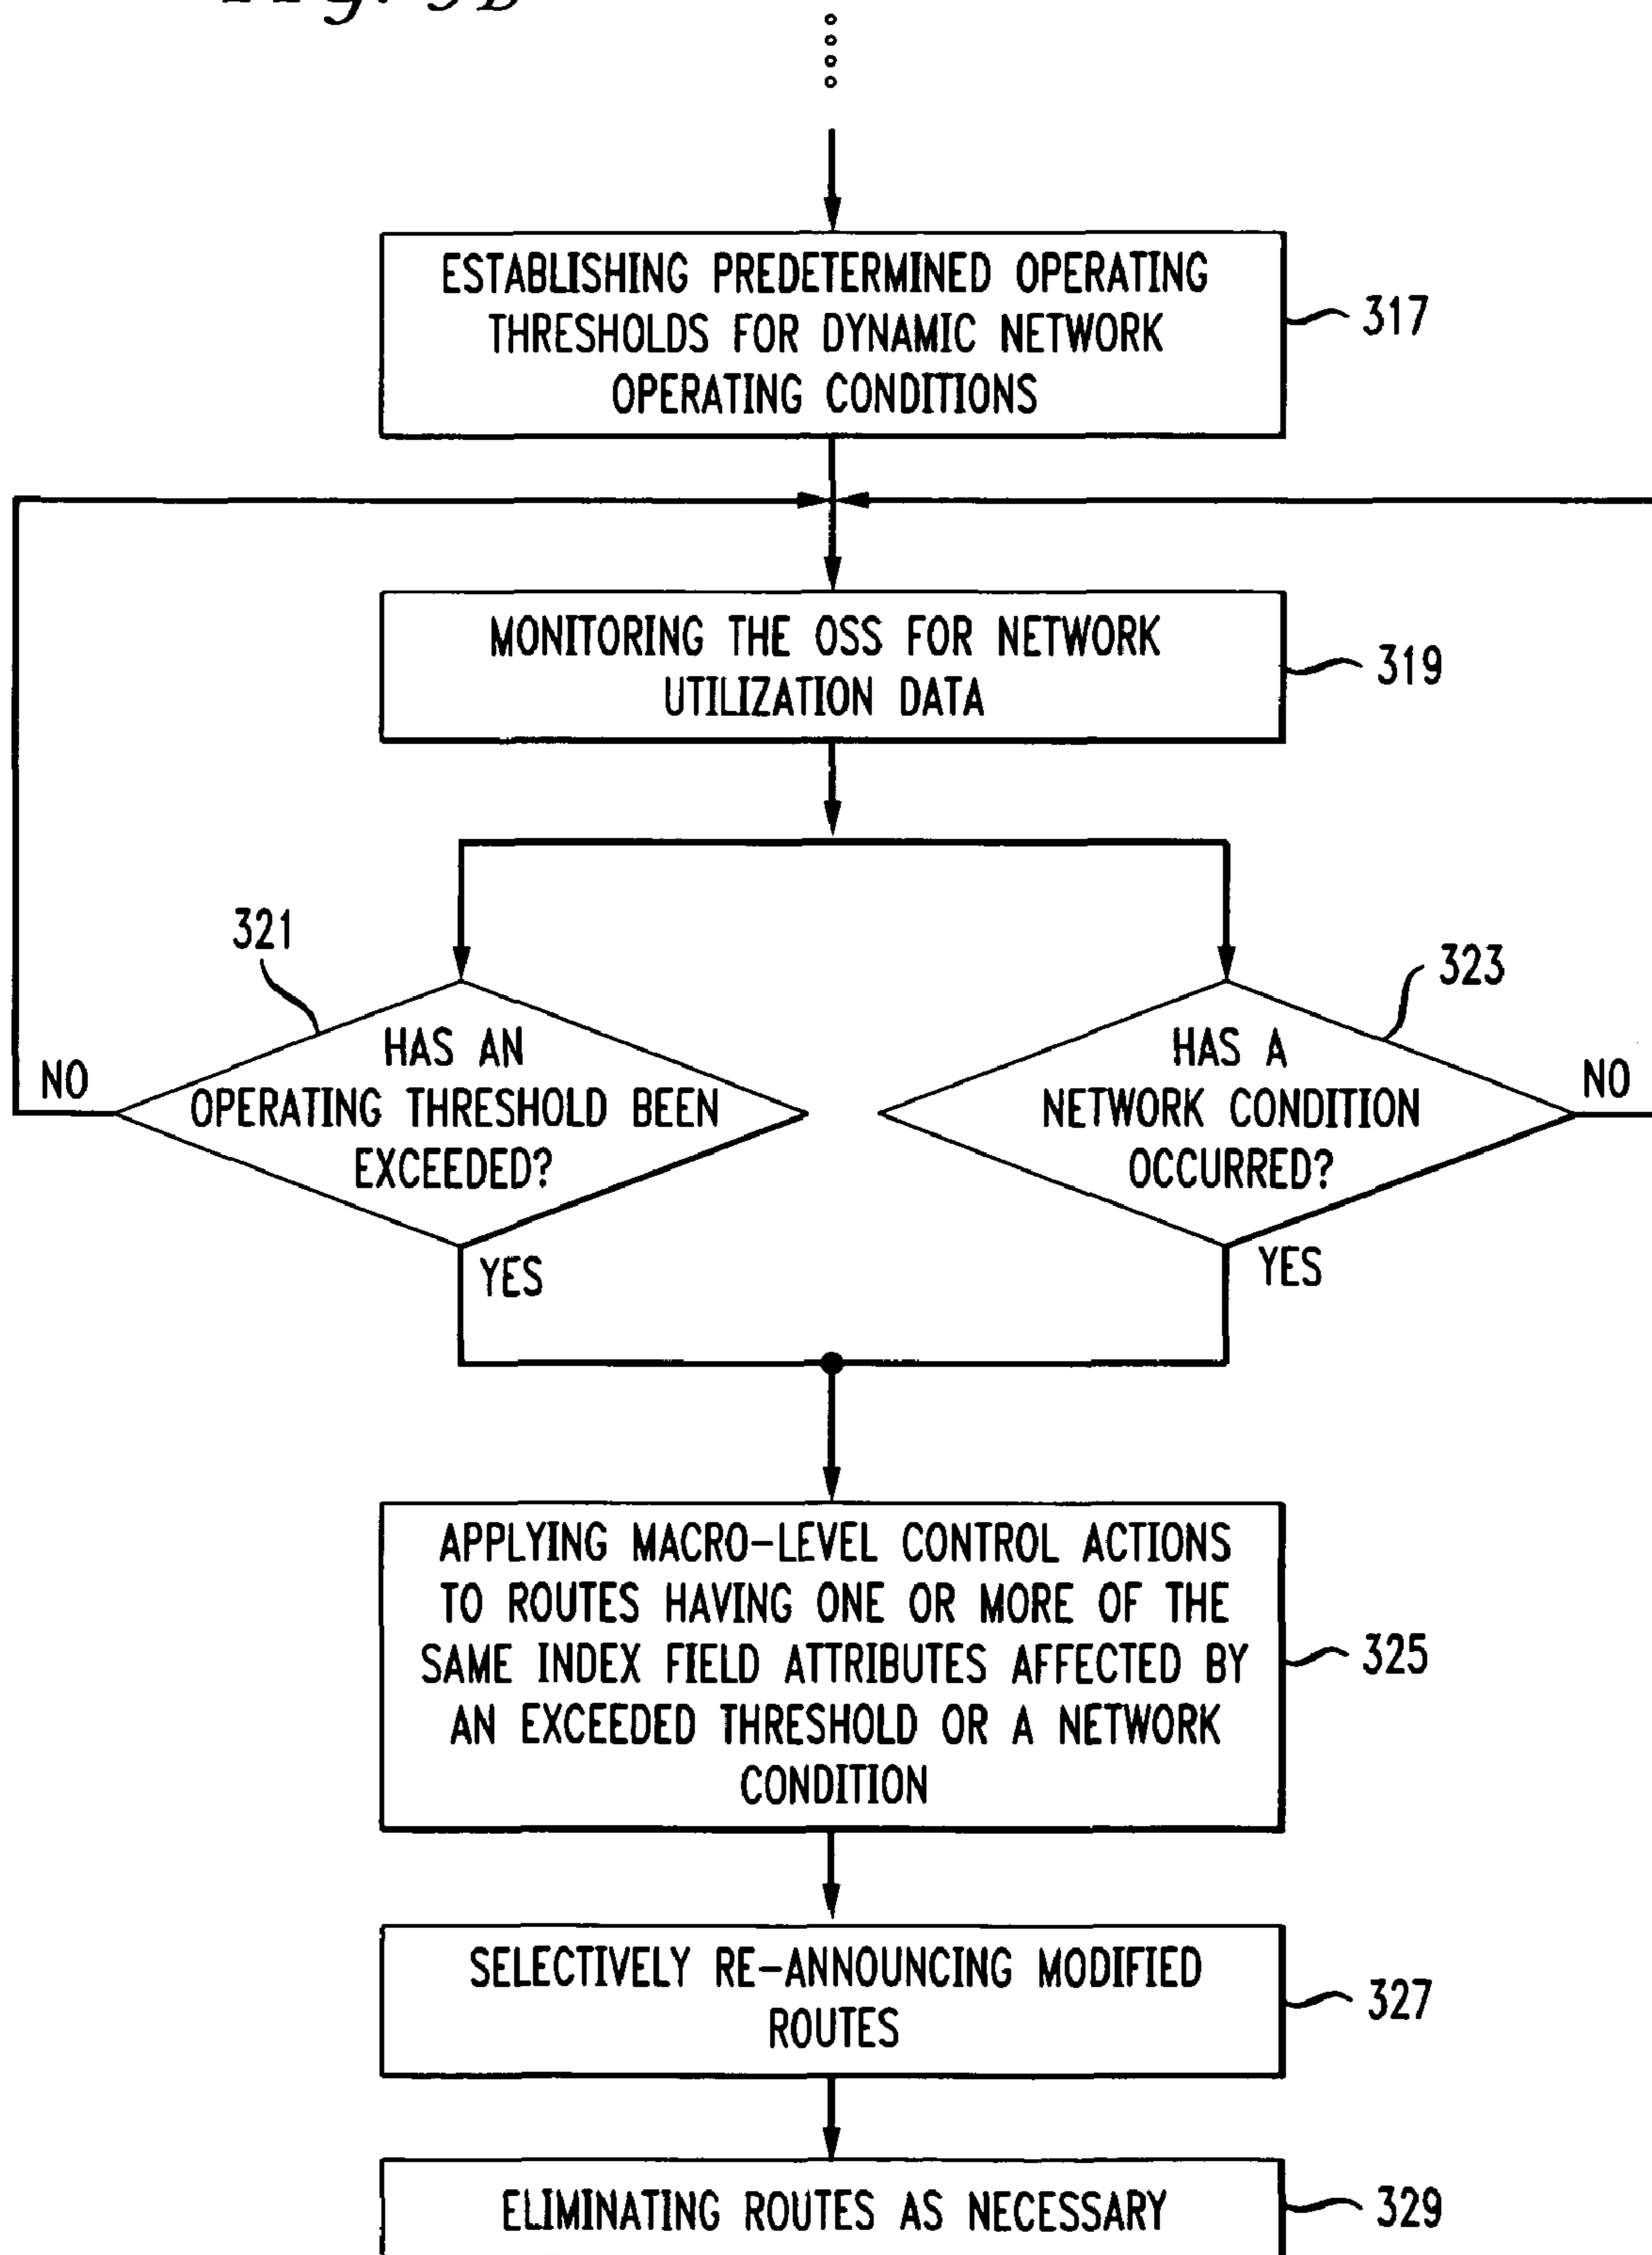 Fig. 3B
ESTABLISHING PREDETERMINED OPERATING
THRESHOLDS FOR DYNAMIC NETWORK
OPERATING CONDITIONS
317
MONITORING THE OSS FOR NETWORK
UTILIZATION DATA
319
321
323
HAS AN
OPERATING THRESHOLD BEEN
EXCEEDED?
NO
YES
HAS A
NETWORK CONDITION
OCCURRED?
NO
YES
APPLYING MACRO-LEVEL CONTROL ACTIONS
TO ROUTES HAVING ONE OR MORE OF THE
SAME INDEX FIELD ATTRIBUTES AFFECTED BY
AN EXCEEDED THRESHOLD OR A NETWORK
CONDITION
325
SELECTIVELY RE-ANNOUNCING MODIFIED
ROUTES
327
ELIMINATING ROUTES AS NECESSARY
329